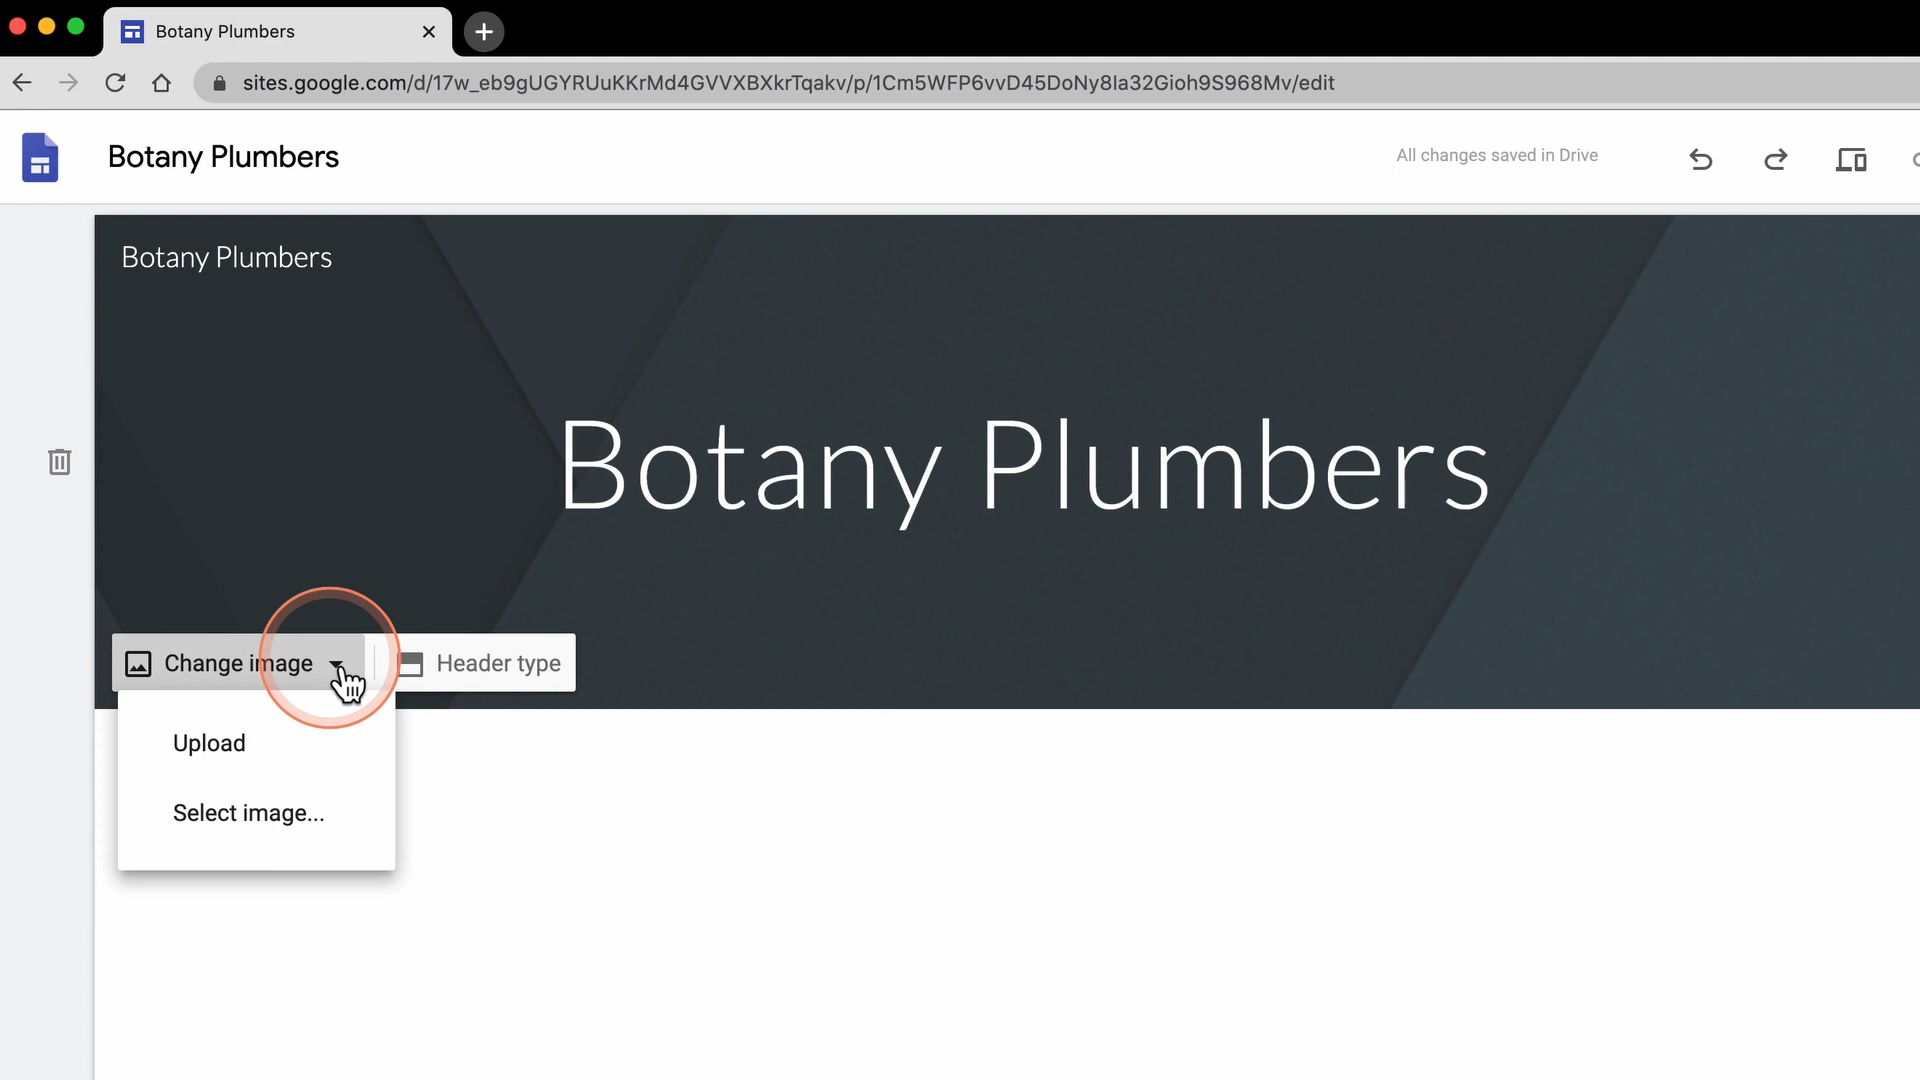 Botany Plumbers
sites.google.com/d/17w_eb9gUGYRUuKKrMd4GVVXBXkrTqakv/p/1Cm5WFP6vvD45DoNy8Ia32Gioh9S968Mv/edit
Botany Plumbers
All changes saved in Drive
Botany Plumbers
Botany Plumbers
Change image
Header type
Upload
Select image...